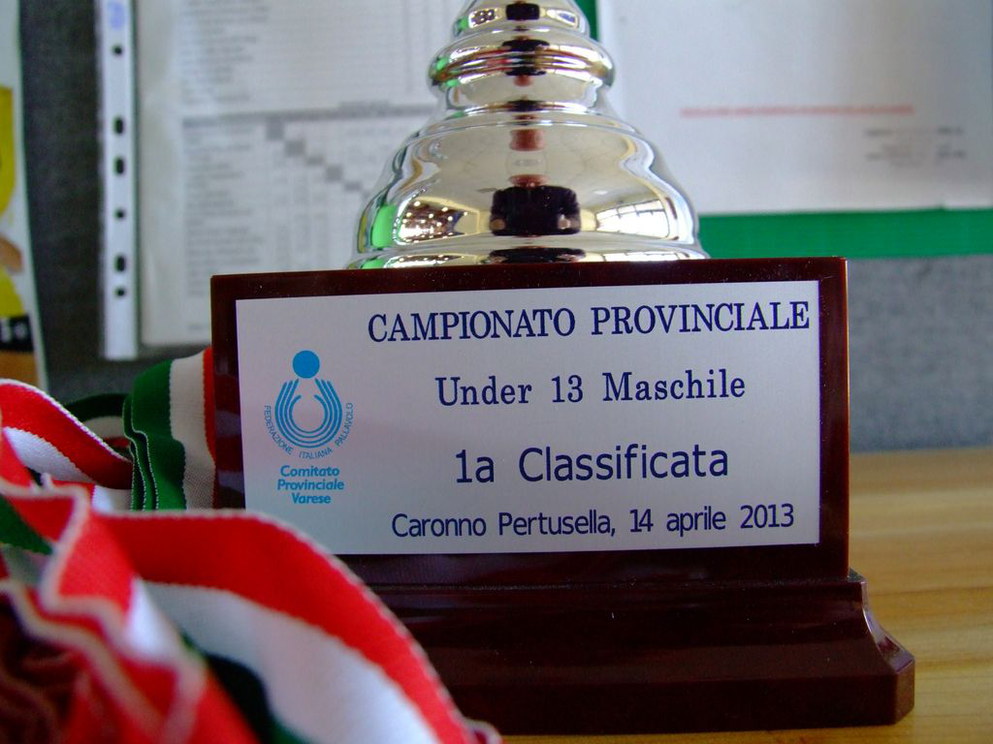 CAMPIONATO PROVINCIALE
Under 13 Maschile
1a Classificata
Caronno Pertusella, 14 aprile 2013
FEDERAZIONE ITALIANA PALLAVOLO
Comitato
Provinciale
Varese